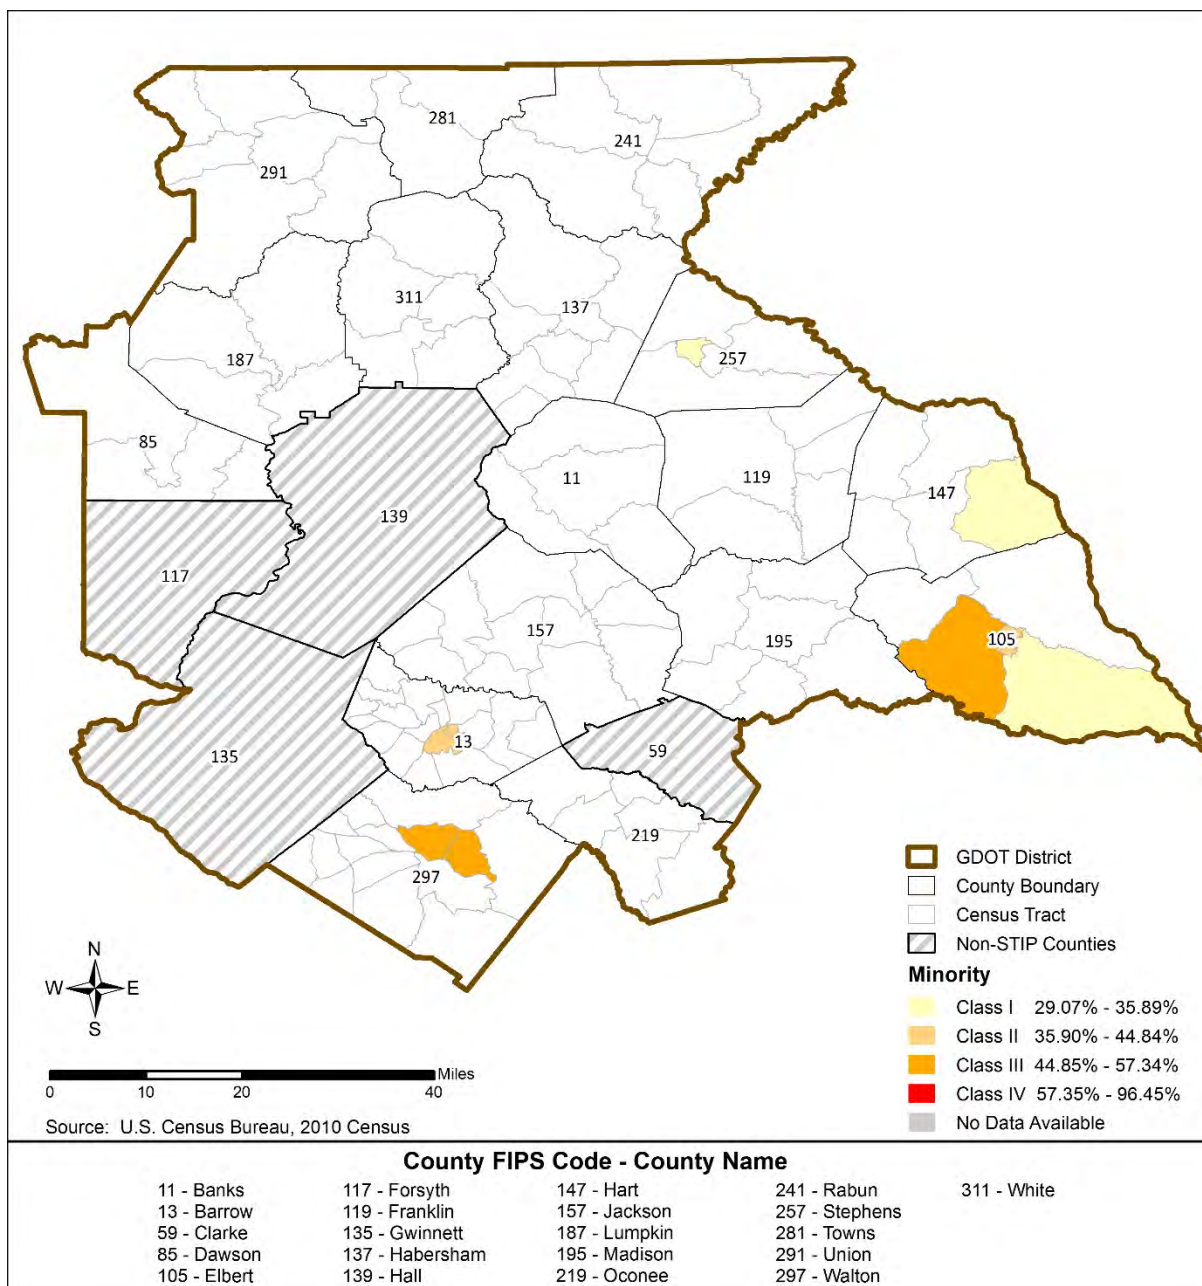 281
241
291
311
137
187
257
85
11
119
147
139
117
157
195
105
13
59
135
219
297
N
W E
S
0 10 20 40 Miles
Source: U.S. Census Bureau, 2010 Census
GDOT District
County Boundary
Census Tract
Non-STIP Counties
Minority
Class I 29.07% - 35.89%
Class II 35.90% - 44.84%
Class III 44.85% - 57.34%
Class IV 57.35% - 96.45%
No Data Available
County FIPS Code - County Name
11 - Banks
13 - Barrow
59 - Clarke
85 - Dawson
105 - Elbert
117 - Forsyth
119 - Franklin
135 - Gwinnett
137 - Habersham
139 - Hall
147 - Hart
157 - Jackson
187 - Lumpkin
195 - Madison
219 - Oconee
241 - Rabun
257 - Stephens
281 - Towns
291 - Union
297 - Walton
311 - White